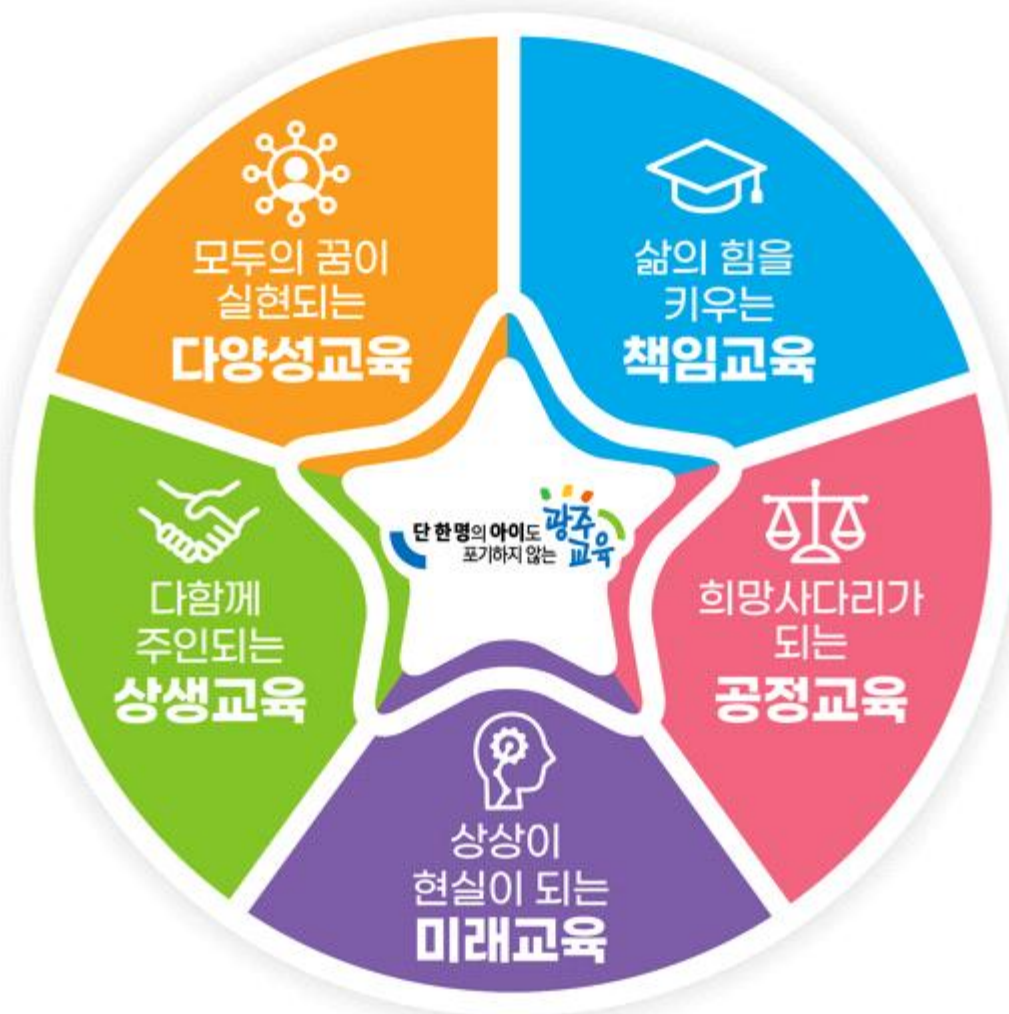 모두의 꿈이
실현되는
다양성교육
삶의 힘을
키우는
책임교육
단 한명의 아이도
포기하지 않는
광주
교육
다함께
주인되는
상생교육
희망사다리가
되는
공정교육
상상이
현실이 되는
미래교육